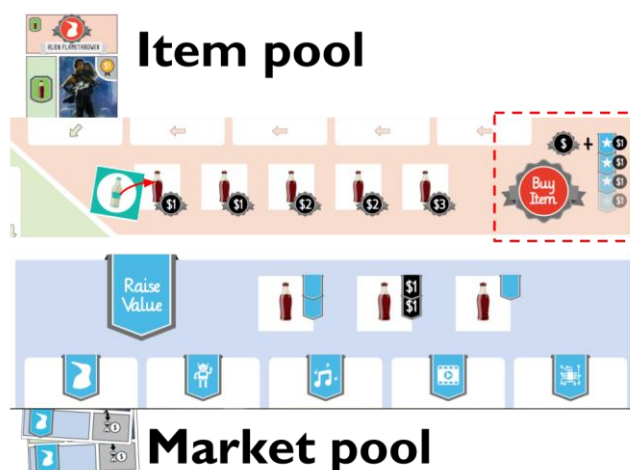 Item pool
ALIEN FLAMETHROWER
$1
$ + $1
$1
$1
$1
Buy
Item
$1 $1 $2 $2 $3
Raise
Value
$1
$1
$
$
Market pool